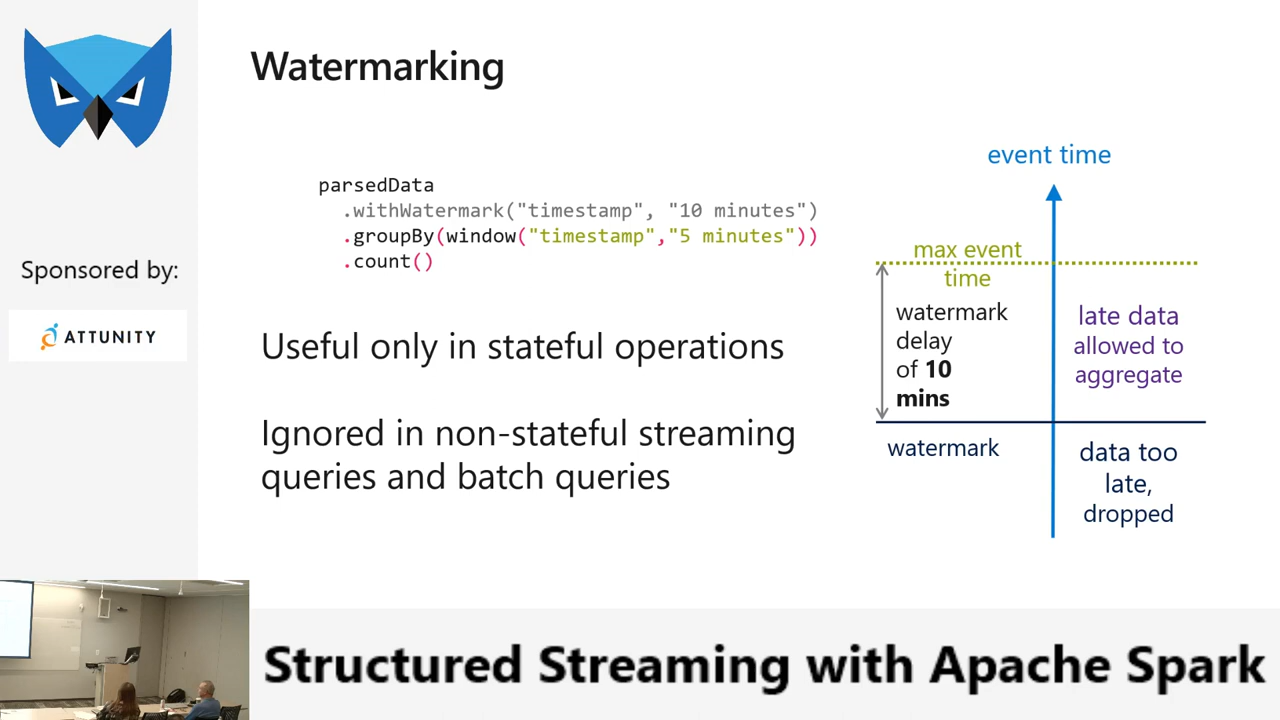 Watermarking
parsedData
.withWatermark("timestamp", "10 minutes")
.groupBy(window("timestamp","5 minutes"))
.count()
Useful only in stateful operations
Ignored in non-stateful streaming
queries and batch queries
event time
max event
time
watermark
delay
of 10
mins
late data
allowed to
aggregate
watermark
data too
late,
dropped
Sponsored by:
ATTUNITY
Structured Streaming with Apache Spark